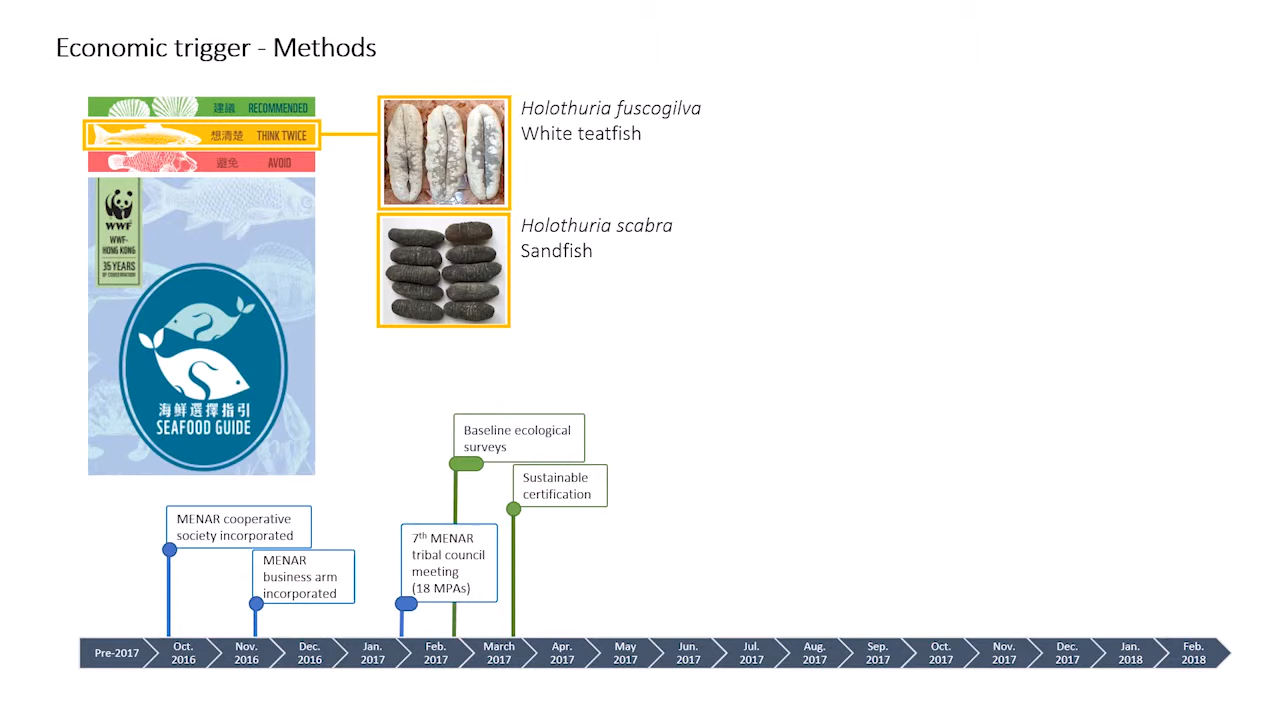 Economic trigger - Methods
建議 RECOMMENDED
想清楚 THINK TWICE
避免 AVOID
WWF
WWF-
HONG KONG
35 YEARS
OF CONSERVATION
海鮮選擇指引
SEAFOOD GUIDE
Holothuria fuscogilva
White teatfish
Holothuria scabra
Sandfish
Baseline ecological
surveys
Sustainable
certification
MENAR cooperative
society incorporated
MENAR
business arm
incorporated
7th MENAR
tribal council
meeting
(18 MPAs)
Pre-2017
Oct.
2016
Nov.
2016
Dec.
2016
Jan.
2017
Feb.
2017
March
2017
Apr.
2017
May
2017
Jun.
2017
Jul.
2017
Aug.
2017
Sep.
2017
Oct.
2017
Nov.
2017
Dec.
2017
Jan.
2018
Feb.
2018